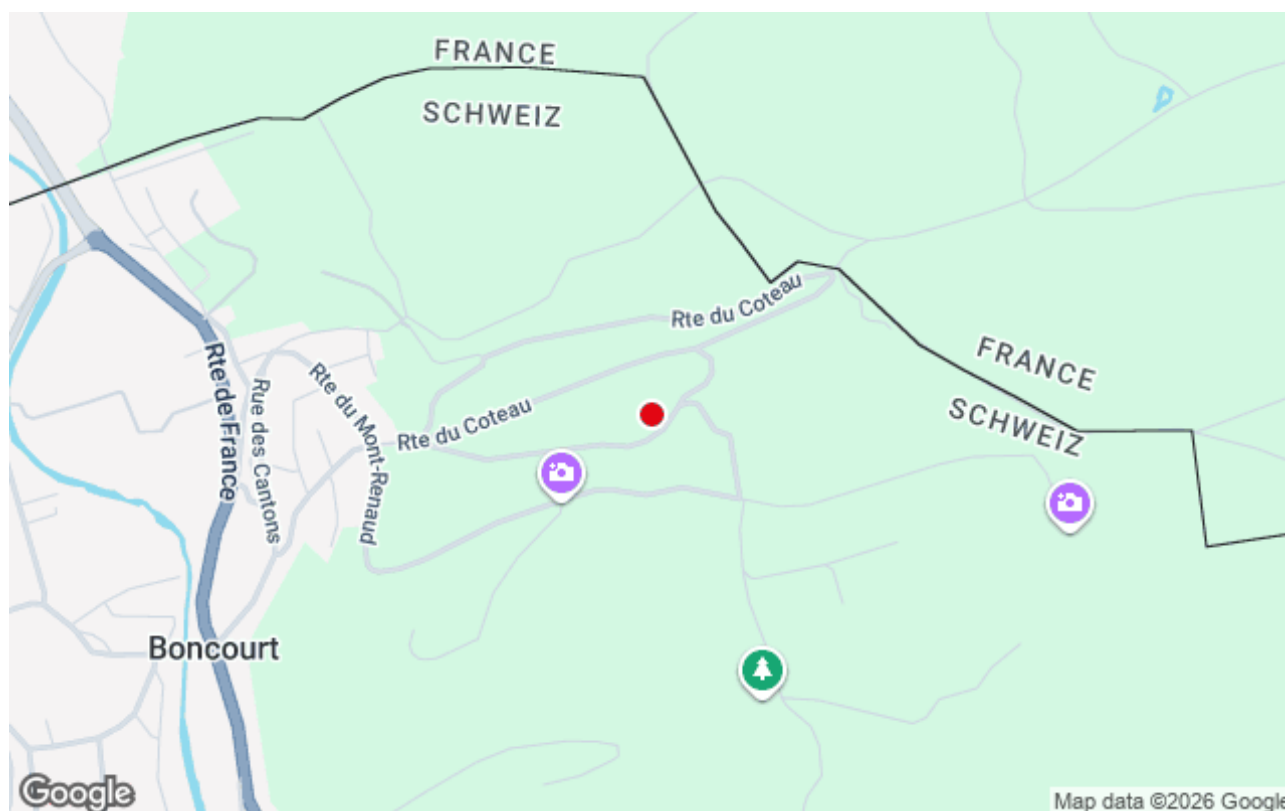 FRANCE
SCHWEIZ
Rte du Coteau
FRANCE
SCHWEIZ
Rte de France
Rue des Cantons
Rte du Mont-Renaud
Rte du Coteau
Boncourt
Google
Map data ©2026 Google